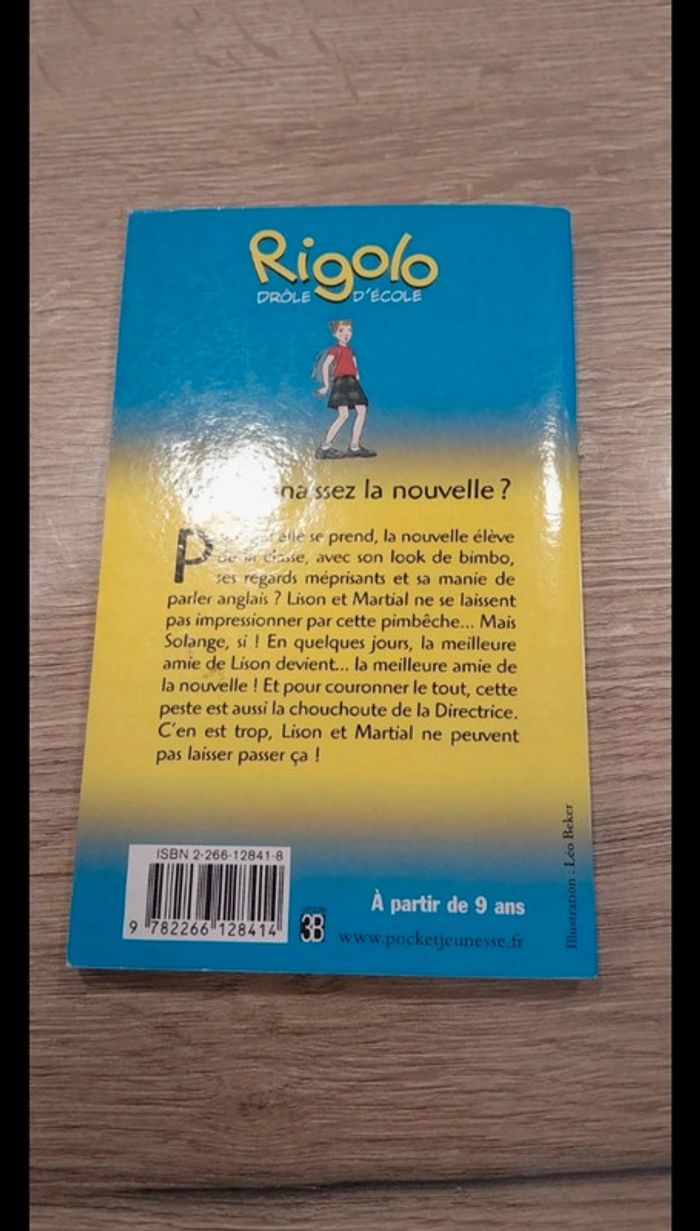 Rigolo
DRÔLE D'ÉCOLE
la nouvelle ?
elle se prend, la nouvelle élève
de la classe, avec son look de bimbo,
ses regards méprisants et sa manie de
parler anglais ? Lison et Martial ne se laissent
pas impressionner par cette pimbêche... Mais
Solange, si ! En quelques jours, la meilleure
amie de Lison devient... la meilleure amie de
la nouvelle ! Et pour couronner le tout, cette
peste est aussi la chouchoute de la Directrice.
C'en est trop, Lison et Martial ne peuvent
pas laisser passer ça !
Illustration : Léo Beker
ISBN 2-266-12841-8
9 782266 128414
3B
À partir de 9 ans
www.pocketjeunesse.fr